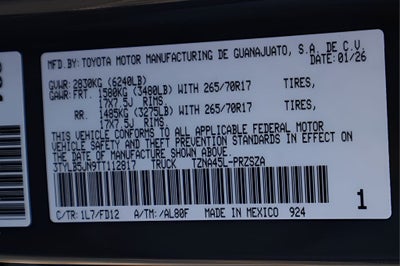 MFD.BY: TOYOTA MOTOR MANUFACTURING DE GUANAJUATO, S.A. DE C.V.
01/26
GVWR: 2830KG (6240LB)
GAWR: FRT. 1580KG (3480LB) WITH 265/70R17 TIRES,
17X7.5J RIMS
RR. 1485KG (3275LB) WITH 265/70R17 TIRES,
17X7.5J RIMS
THIS VEHICLE CONFORMS TO ALL APPLICABLE FEDERAL MOTOR
VEHICLE SAFETY AND THEFT PREVENTION STANDARDS IN EFFECT ON
THE DATE OF MANUFACTURE SHOWN ABOVE.
3TYLB5JN9TT112817 TRUCK TZNA45L-PRZSZA
C/TR: 1L7/FD12 A/TM: /AL80F MADE IN MEXICO 924
1